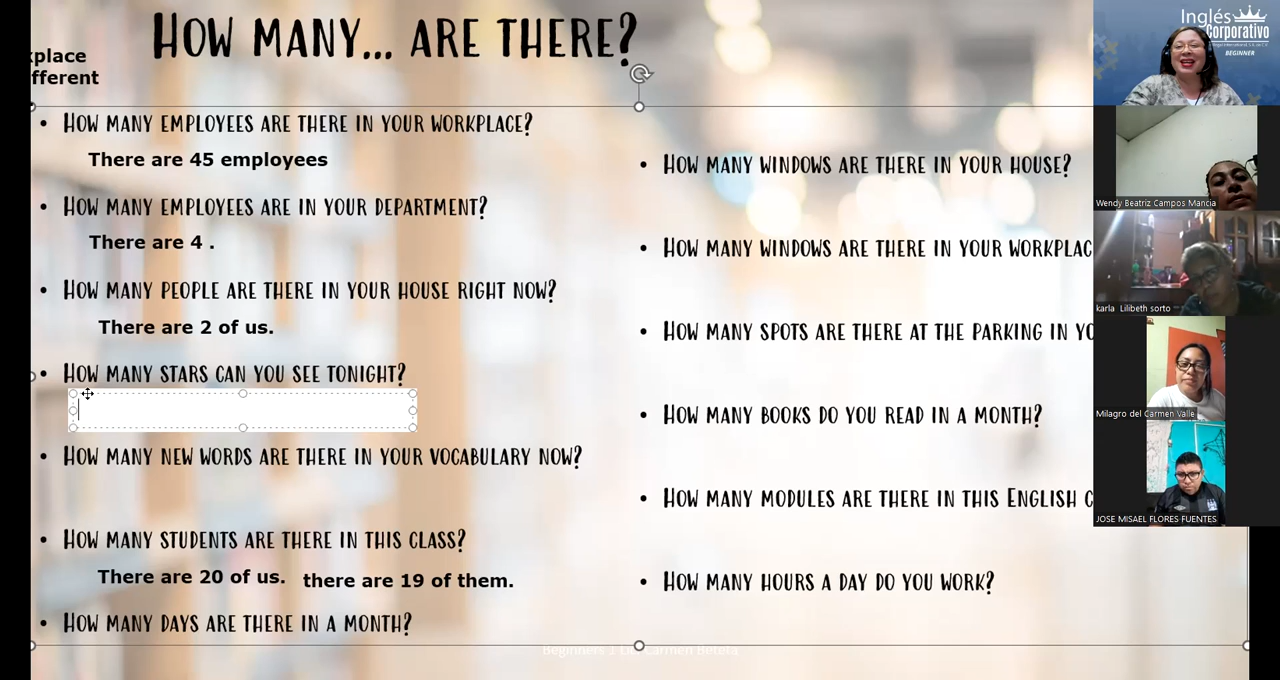 HOW MANY... ARE THERE?
fferent
HOW MANY EMPLOYEES ARE THERE IN YOUR WORKPLACE?
There are 45 employees
HOW MANY EMPLOYEES ARE IN YOUR DEPARTMENT?
There are 4 .
HOW MANY PEOPLE ARE THERE IN YOUR HOUSE RIGHT NOW?
There are 2 of us.
HOW MANY STARS CAN YOU SEE TONIGHT?
HOW MANY NEW WORDS ARE THERE IN YOUR VOCABULARY NOW?
HOW MANY STUDENTS ARE THERE IN THIS CLASS?
There are 20 of us. there are 19 of them.
HOW MANY DAYS ARE THERE IN A MONTH?
HOW MANY WINDOWS ARE THERE IN YOUR HOUSE?
HOW MANY WINDOWS ARE THERE IN YOUR WORKPLAC
HOW MANY SPOTS ARE THERE AT THE PARKING IN YO
HOW MANY BOOKS DO YOU READ IN A MONTH?
HOW MANY MODULES ARE THERE IN THIS ENGLISH C
HOW MANY HOURS A DAY DO YOU WORK?
Inglés
Corporativo
BEGINNER
Wendy Beatriz Campos Mancia
karla Lilibeth sorto
Milagro del Carmen Valle
JOSE MISAEL FLORES FUENTES